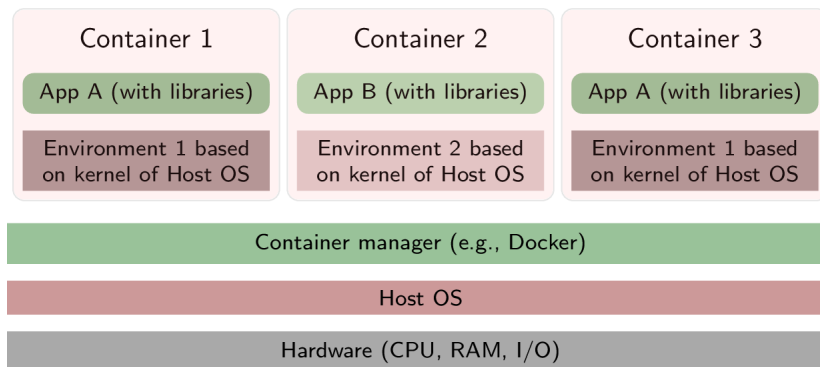 Container 1
App A (with libraries)
Environment 1 based
on kernel of Host OS
Container 2
App B (with libraries)
Environment 2 based
on kernel of Host OS
Container 3
App A (with libraries)
Environment 1 based
on kernel of Host OS
Container manager (e.g., Docker)
Host OS
Hardware (CPU, RAM, I/O)